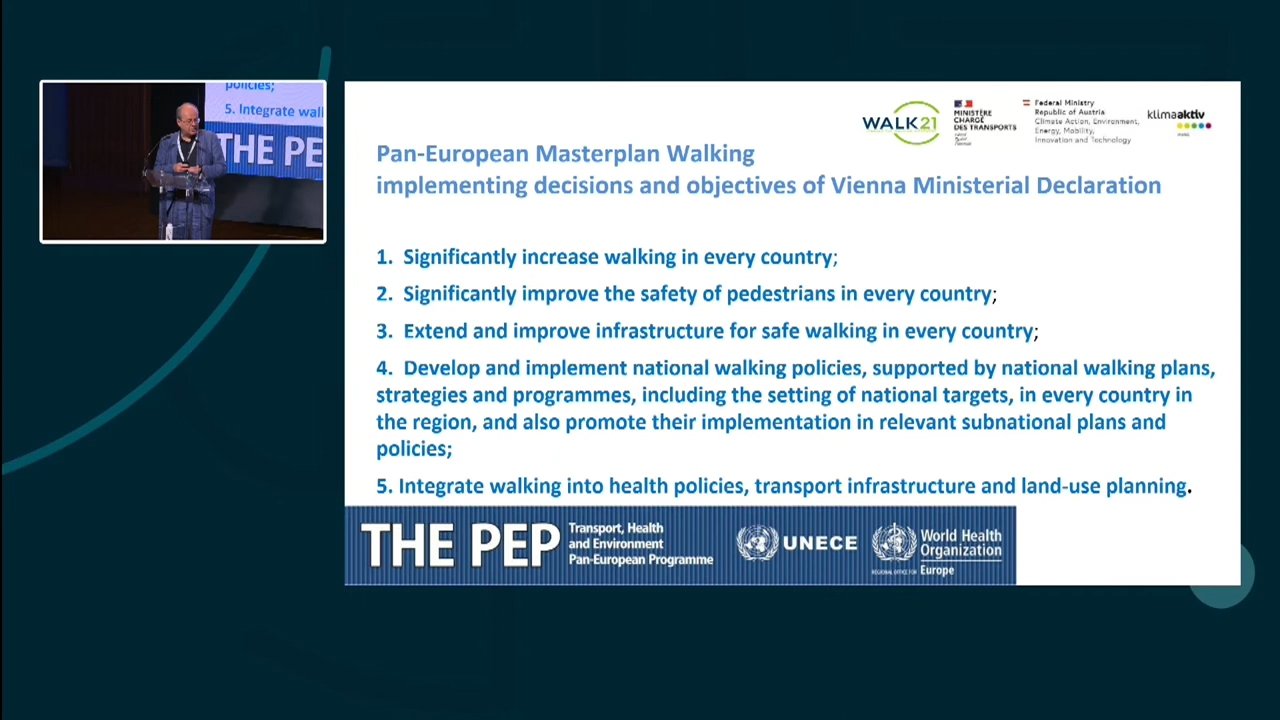 policies;
5. Integrate wal
THE PE
WALK21
MINISTÈRE
CHARGÉ
DES TRANSPORTS
Federal Ministry
Republic of Austria
Climate Action, Environment,
Energy, Mobility,
Innovation and Technology
klimaaktiv
Pan-European Masterplan Walking
implementing decisions and objectives of Vienna Ministerial Declaration
1. Significantly increase walking in every country;
2. Significantly improve the safety of pedestrians in every country;
3. Extend and improve infrastructure for safe walking in every country;
4. Develop and implement national walking policies, supported by national walking plans,
strategies and programmes, including the setting of national targets, in every country in
the region, and also promote their implementation in relevant subnational plans and
policies;
5. Integrate walking into health policies, transport infrastructure and land-use planning.
THE PEP
Transport, Health
and Environment
Pan-European Programme
UNECE
World Health
Organization
REGIONAL OFFICE FOR Europe